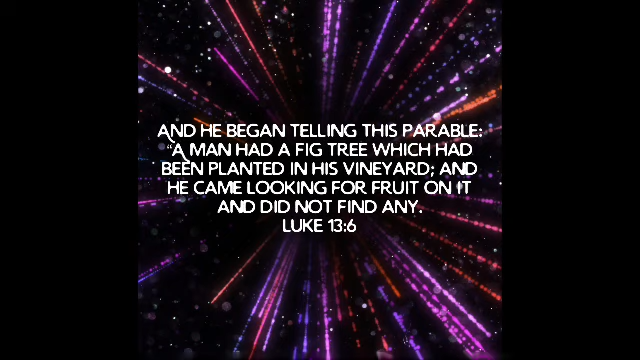 AND HE BEGAN TELLING THIS PARABLE:
"A MAN HAD A FIG TREE WHICH HAD
BEEN PLANTED IN HIS VINEYARD; AND
HE CAME LOOKING FOR FRUIT ON IT
AND DID NOT FIND ANY.
LUKE 13:6